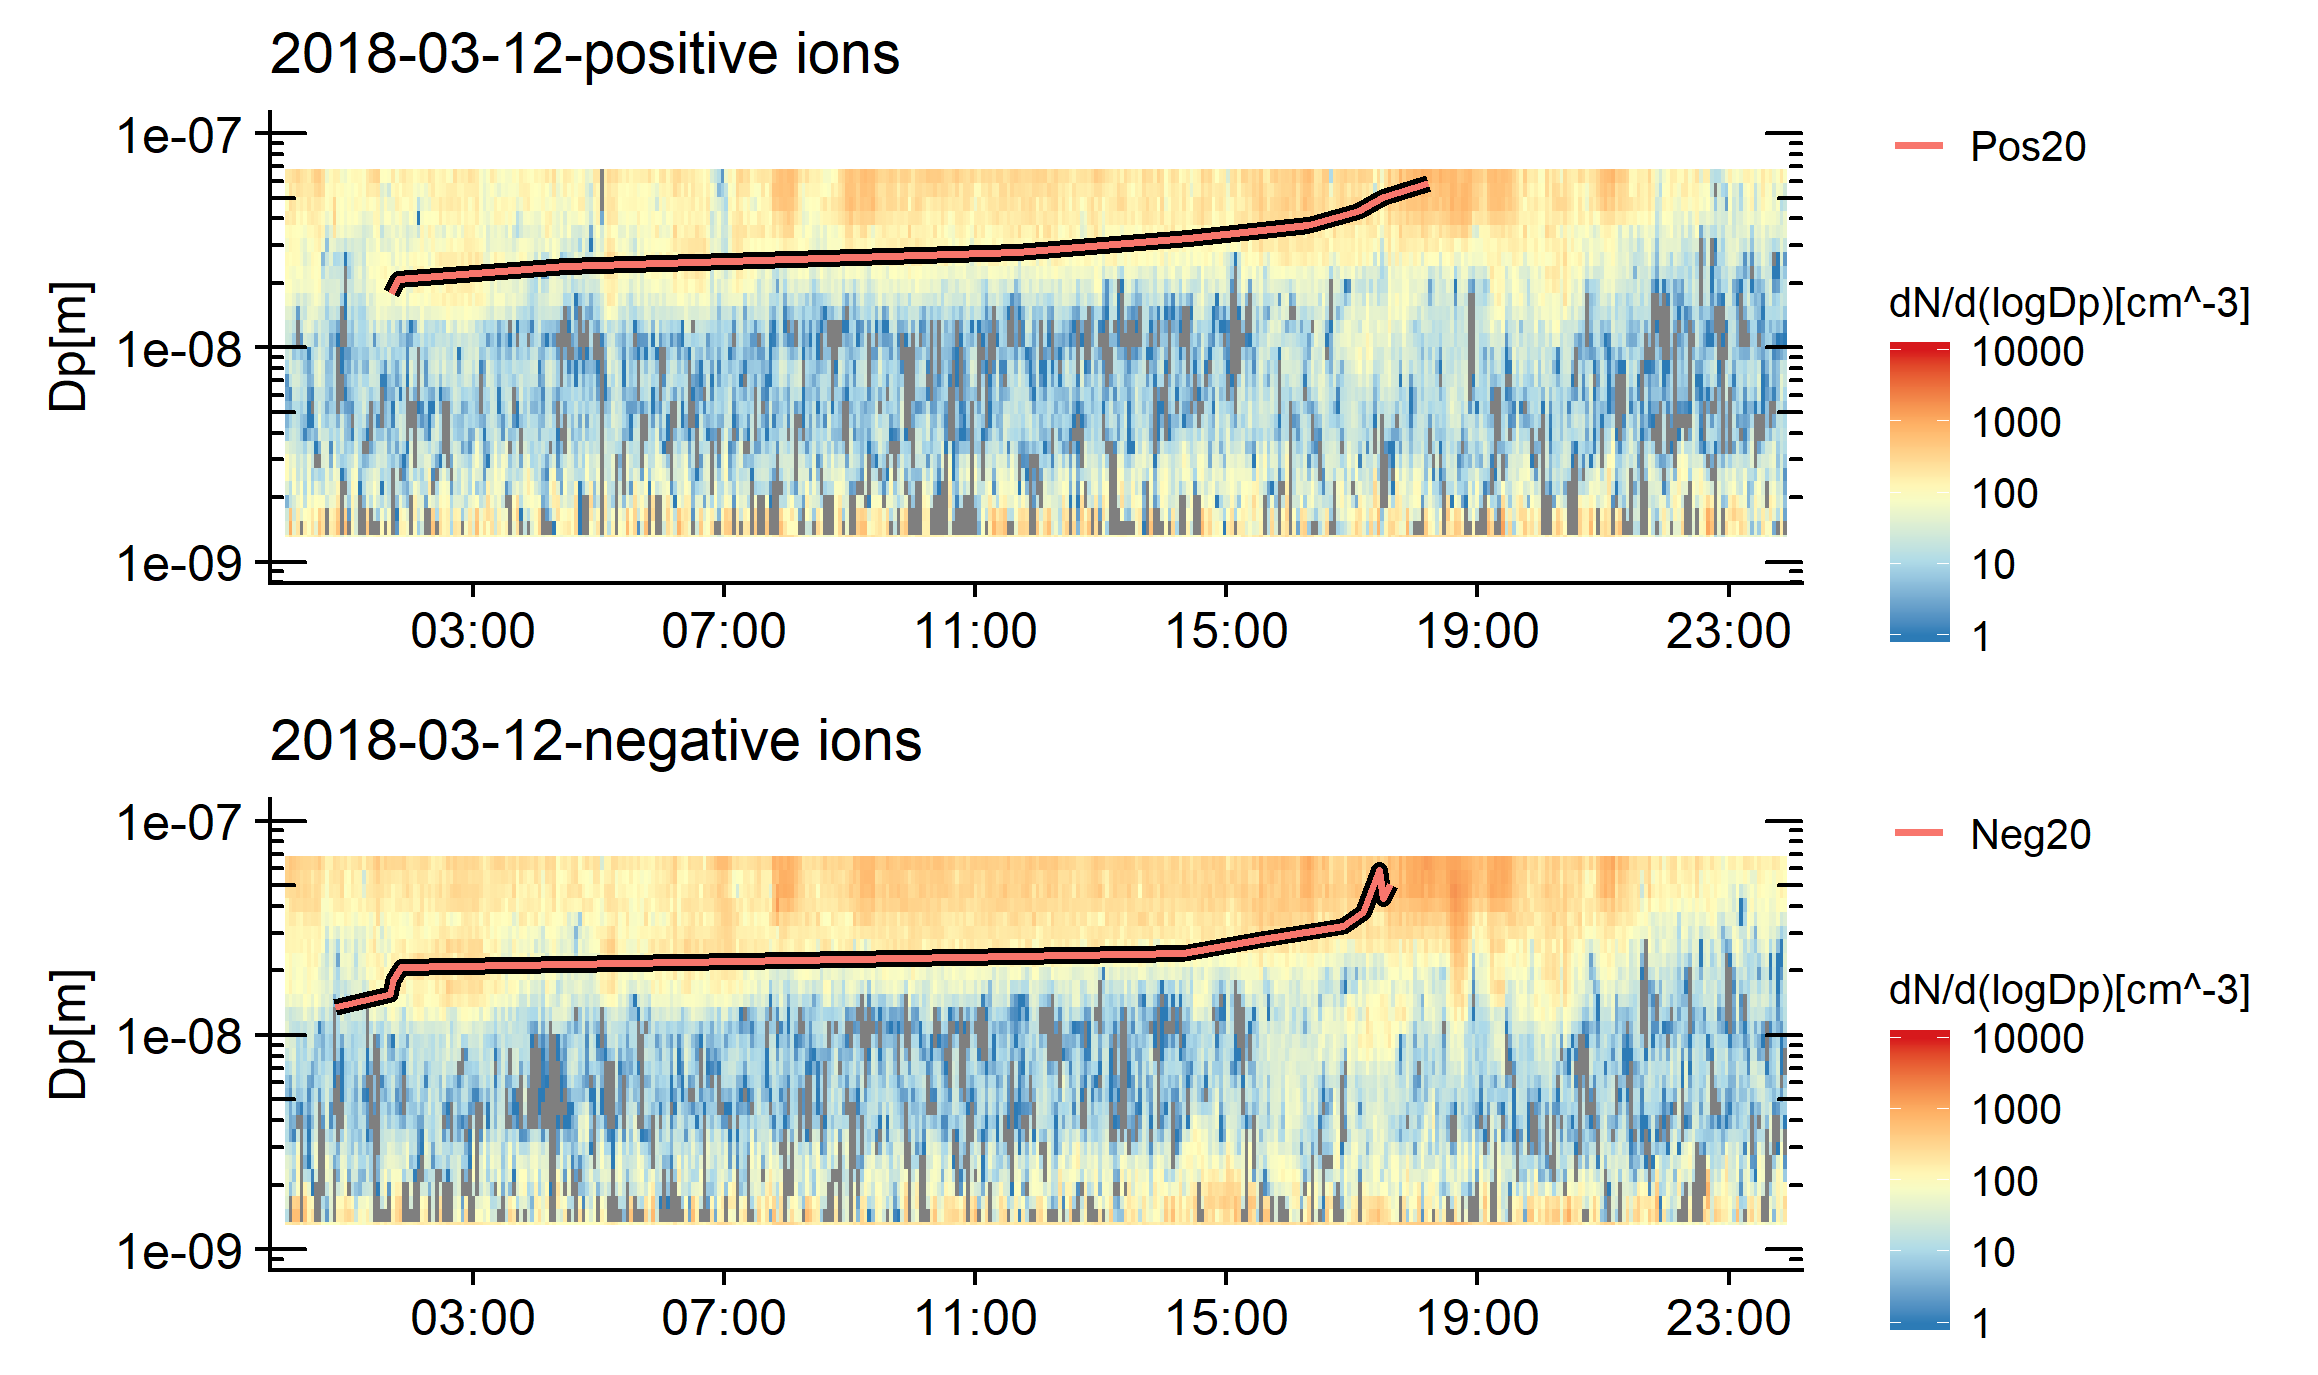 2018-03-12-positive ions
1e-07
1e-08
1e-09
Dp[m]
03:00 07:00 11:00 15:00 19:00 23:00
Pos20
dN/d(logDp)[cm^-3]
10000
1000
100
10
1
2018-03-12-negative ions
1e-07
1e-08
1e-09
Dp[m]
03:00 07:00 11:00 15:00 19:00 23:00
Neg20
dN/d(logDp)[cm^-3]
10000
1000
100
10
1